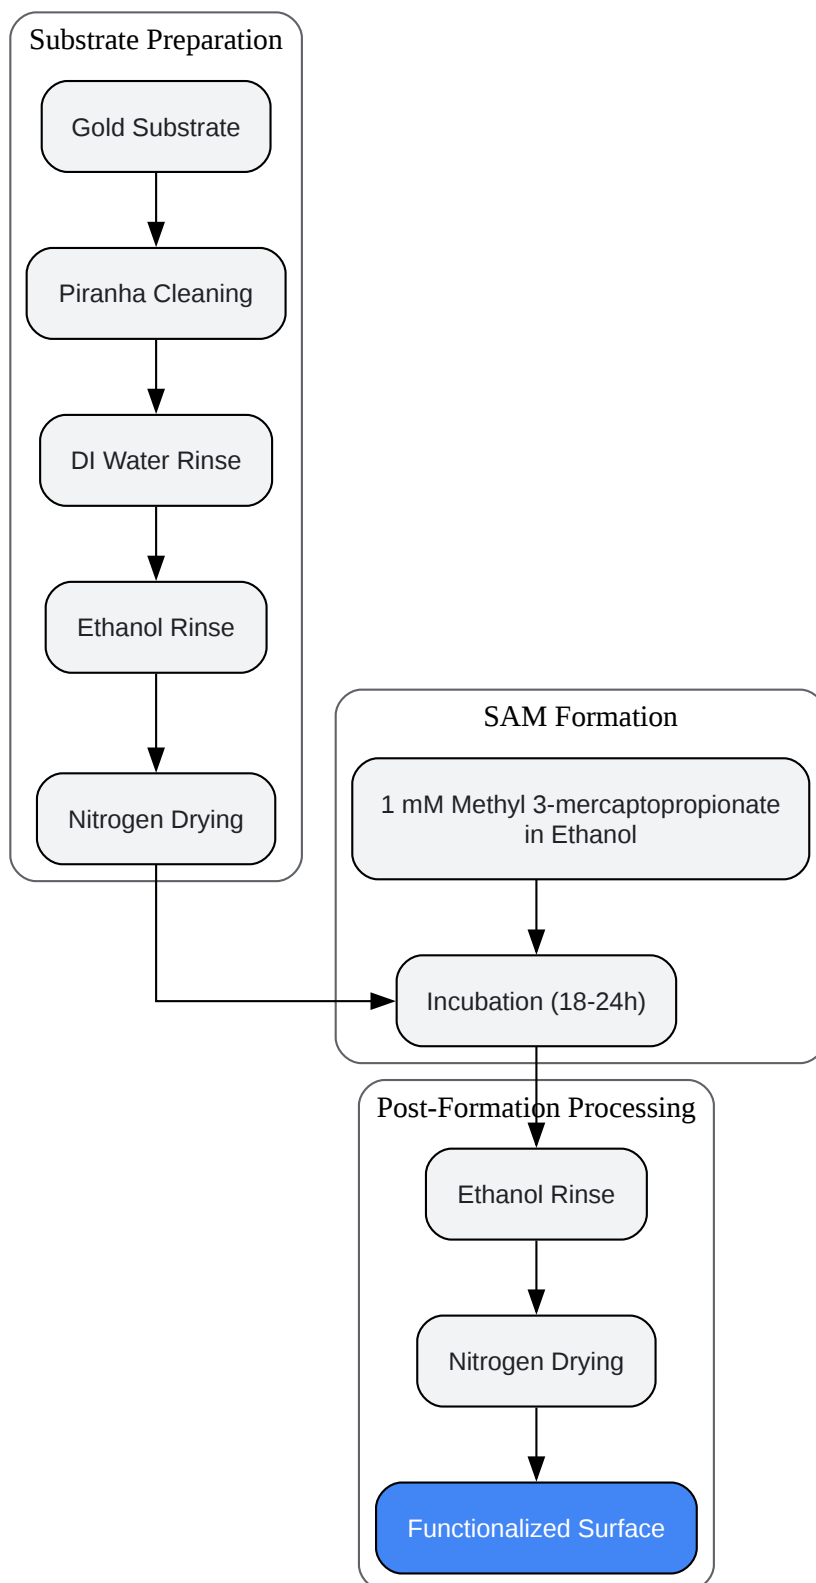 Substrate Preparation
Gold Substrate
Piranha Cleaning
DI Water Rinse
Ethanol Rinse
Nitrogen Drying
SAM Formation
1 mM Methyl 3-mercaptopropionate
in Ethanol
Incubation (18-24h)
Post-Formation Processing
Ethanol Rinse
Nitrogen Drying
Functionalized Surface